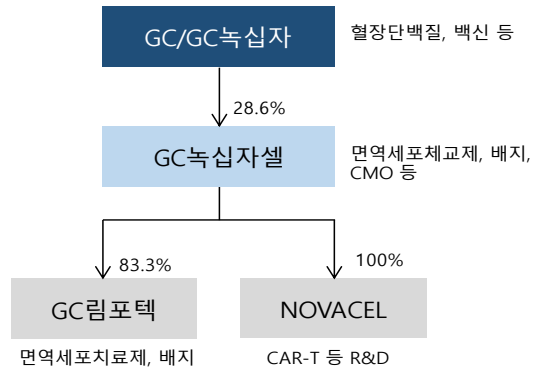 GC/GC녹십자
혈장단백질, 백신 등
28.6%
GC녹십자셀
면역세포체교제, 배지,
CMO 등
83.3%
100%
GC림포텍
NOVACEL
면역세포치료제, 배지
CAR-T 등 R&D